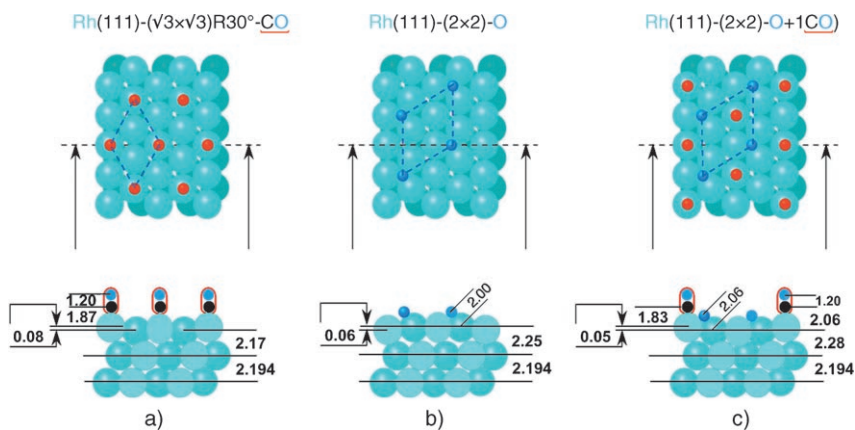 Rh(111)-(√3×√3)R30°-CO
Rh(111)-(2×2)-O
Rh(111)-(2×2)-O+1CO)
1.20
1.87
0.08
2.17
2.194
a)
2.00
0.06
2.25
2.194
b)
1.83
2.06
1.20
2.06
0.05
2.28
2.194
c)